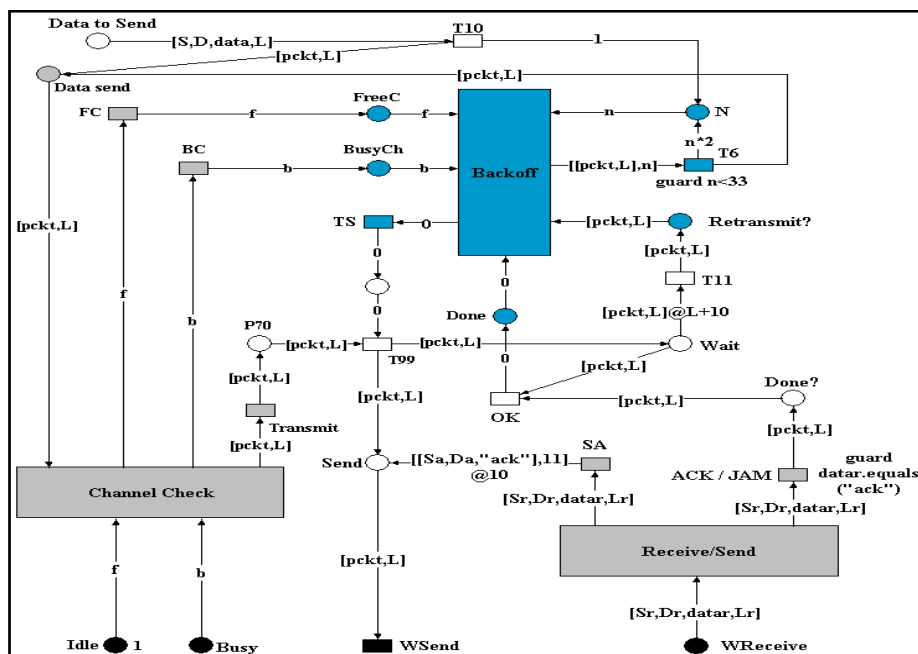 Data to Send
[S,D,data,L]
T10
1
[pckt,L]
[pckt,L]
Data send
FC
f
FreeC
f
n
N
n*2
BC
b
BusyCh
b
Backoff
[[pckt,L],n]
T6
guard n<33
[pckt,L]
TS
0
[pckt,L]
Retransmit?
0
[pckt,L]
T11
f
0
0
Done
[pckt,L]@L+10
b
P70
[pckt,L]
T99
[pckt,L]
Wait
0
[pckt,L]
[pckt,L]
Done?
[pckt,L]
OK
[pckt,L]
Transmit
[pckt,L]
[pckt,L]
Send
[[Sa,Da,"ack"],11]
@10
SA
ACK / JAM
guard
datar.equals
("ack")
Channel Check
[Sr,Dr,datar,Lr]
[Sr,Dr,datar,Lr]
Receive/Send
f
b
[pckt,L]
[Sr,Dr,datar,Lr]
Idle
1
Busy
WSend
WReceive